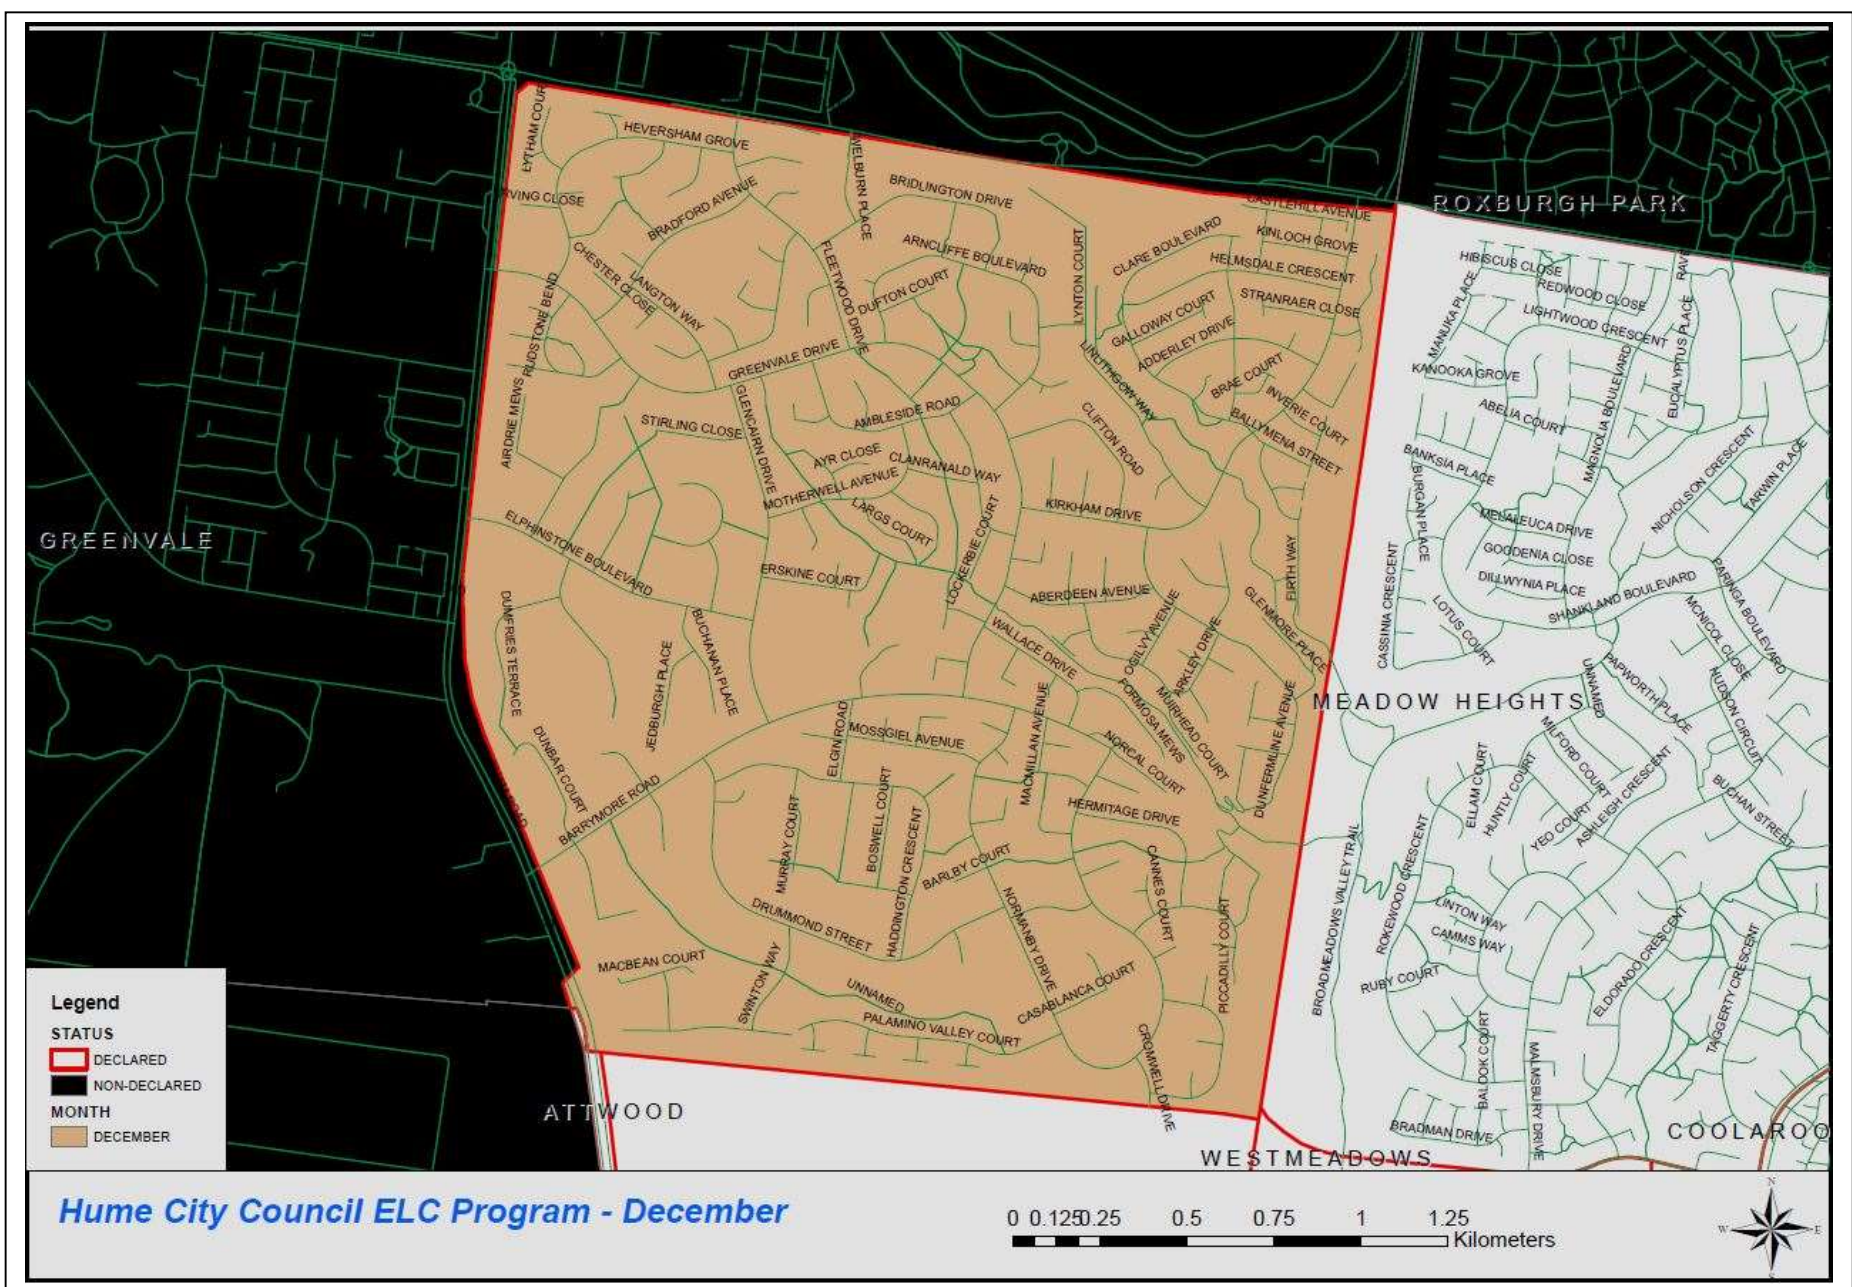 LYTHAM COUR
HEVERSHAM GROVE
WELBURN PLACE
BRIDLINGTON DRIVE
CASTLEHILL AVENUE
ROXBURGH PARK
BRADFORD AVENUE
LYNTON COURT
CLARE BOULEVARD
KINLOCH GROVE
CHESTER CLOSE
LANGTON WAY
FLEETWOOD DRIVE
ARNCLIFFE BOULEVARD
DUFTON COURT
HELMSDALE CRESCENT
STRANRAER CLOSE
HIBISCUS CLOSE
REDWOOD CLOSE
RAVE
RUDSTONE BEND
GALLOWAY COURT
ADDERLEY DRIVE
MANUKA PLACE
LIGHTWOOD CRESCENT
EUCALYPTUS PLACE
GREENVALE DRIVE
LINLITHGOW WAY
BRAE COURT
INVERIE COURT
KANOOKA GROVE
MAGNOLIA BOULEVARD
AIRDRIE MEWS
STIRLING CLOSE
GLENCAIRN DRIVE
AMBLESIDE ROAD
CLIFTON ROAD
BALLYMENA STREET
ABELIA COURT
AYR CLOSE
CLANRANALD WAY
BANKSIA PLACE
NICHOLSON CRESCENT
TARWIN PLACE
MOTHERWELL AVENUE
LARGS COURT
KIRKHAM DRIVE
BURGAN PLACE
MELALEUCA DRIVE
GREENVALE
ELPHINSTONE BOULEVARD
ERSKINE COURT
LOCKERBIE COURT
FIRTH WAY
GOODENIA CLOSE
DILLWYNIA PLACE
SHANKLAND BOULEVARD
PARINGA BOULEVARD
ABERDEEN AVENUE
GLENMORE PLACE
CASSINIA CRESCENT
LOTUS COURT
MCNICOL CLOSE
DUMFRIES TERRACE
BUCHANAN PLACE
JEDBURGH PLACE
WALLACE DRIVE
OGILVY AVENUE
ARKLEY DRIVE
UNNAMED
PAPWORTH PLACE
HUDSON CIRCUIT
MEADOW HEIGHTS
FORMOSA MEWS
MUIRHEAD COURT
DUNFERMLINE AVENUE
DUNBAR COURT
ELGIN ROAD
MOSSGIEL AVENUE
MACMILLAN AVENUE
NORCAL COURT
MILFORD COURT
ELLAM COURT
HUNTLY COURT
YEO COURT
ASHLEIGH CRESCENT
BUCHAN STREET
BARRYMORE ROAD
MURRAY COURT
BOSWELL COURT
HADDINGTON CRESCENT
HERMITAGE DRIVE
BARLBY COURT
CANNES COURT
BROADMEADOWS VALLEY TRAIL
ROKEWOOD CRESCENT
DRUMMOND STREET
NORMANBY DRIVE
PICCADILLY COURT
LINTON WAY
CAMMS WAY
ELDORADO CRESCENT
TAGGERTY CRESCENT
MACBEAN COURT
SWINTON WAY
UNNAMED
PALAMINO VALLEY COURT
CASABLANCA COURT
RUBY COURT
CROMWELL DRIVE
BALOOK COURT
MALMSBURY DRIVE
BRADMAN DRIVE
ATTWOOD
WESTMEADOWS
COOLAROO
Legend
STATUS
DECLARED
NON-DECLARED
MONTH
DECEMBER
Hume City Council ELC Program - December
0 0.125 0.25 0.5 0.75 1 1.25
Kilometers
N
W E
S